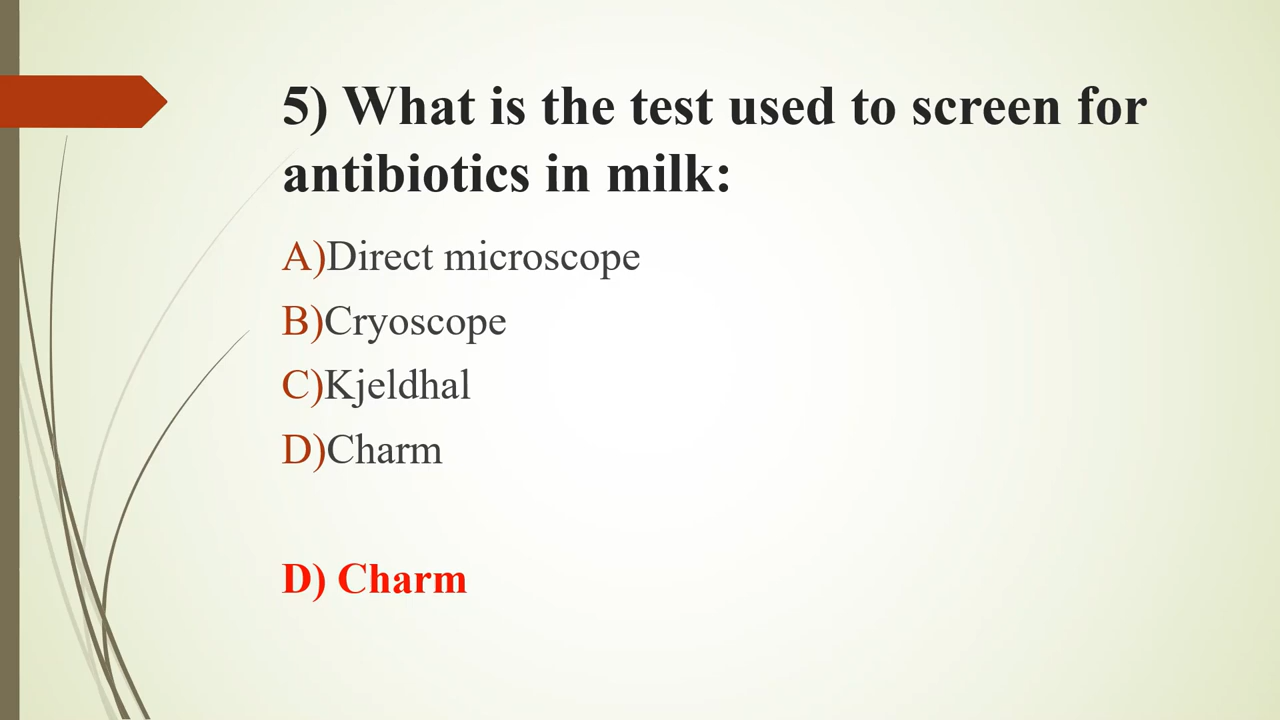 5) What is the test used to screen for
antibiotics in milk:
A)Direct microscope
B)Cryoscope
C)Kjeldhal
D)Charm
D) Charm